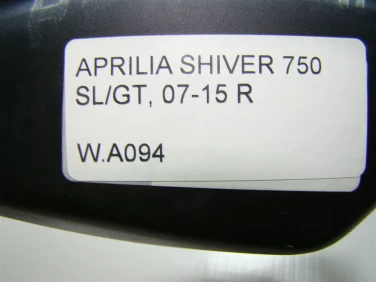 APRILIA SHIVER 750
SL/GT, 07-15 R
W.A094